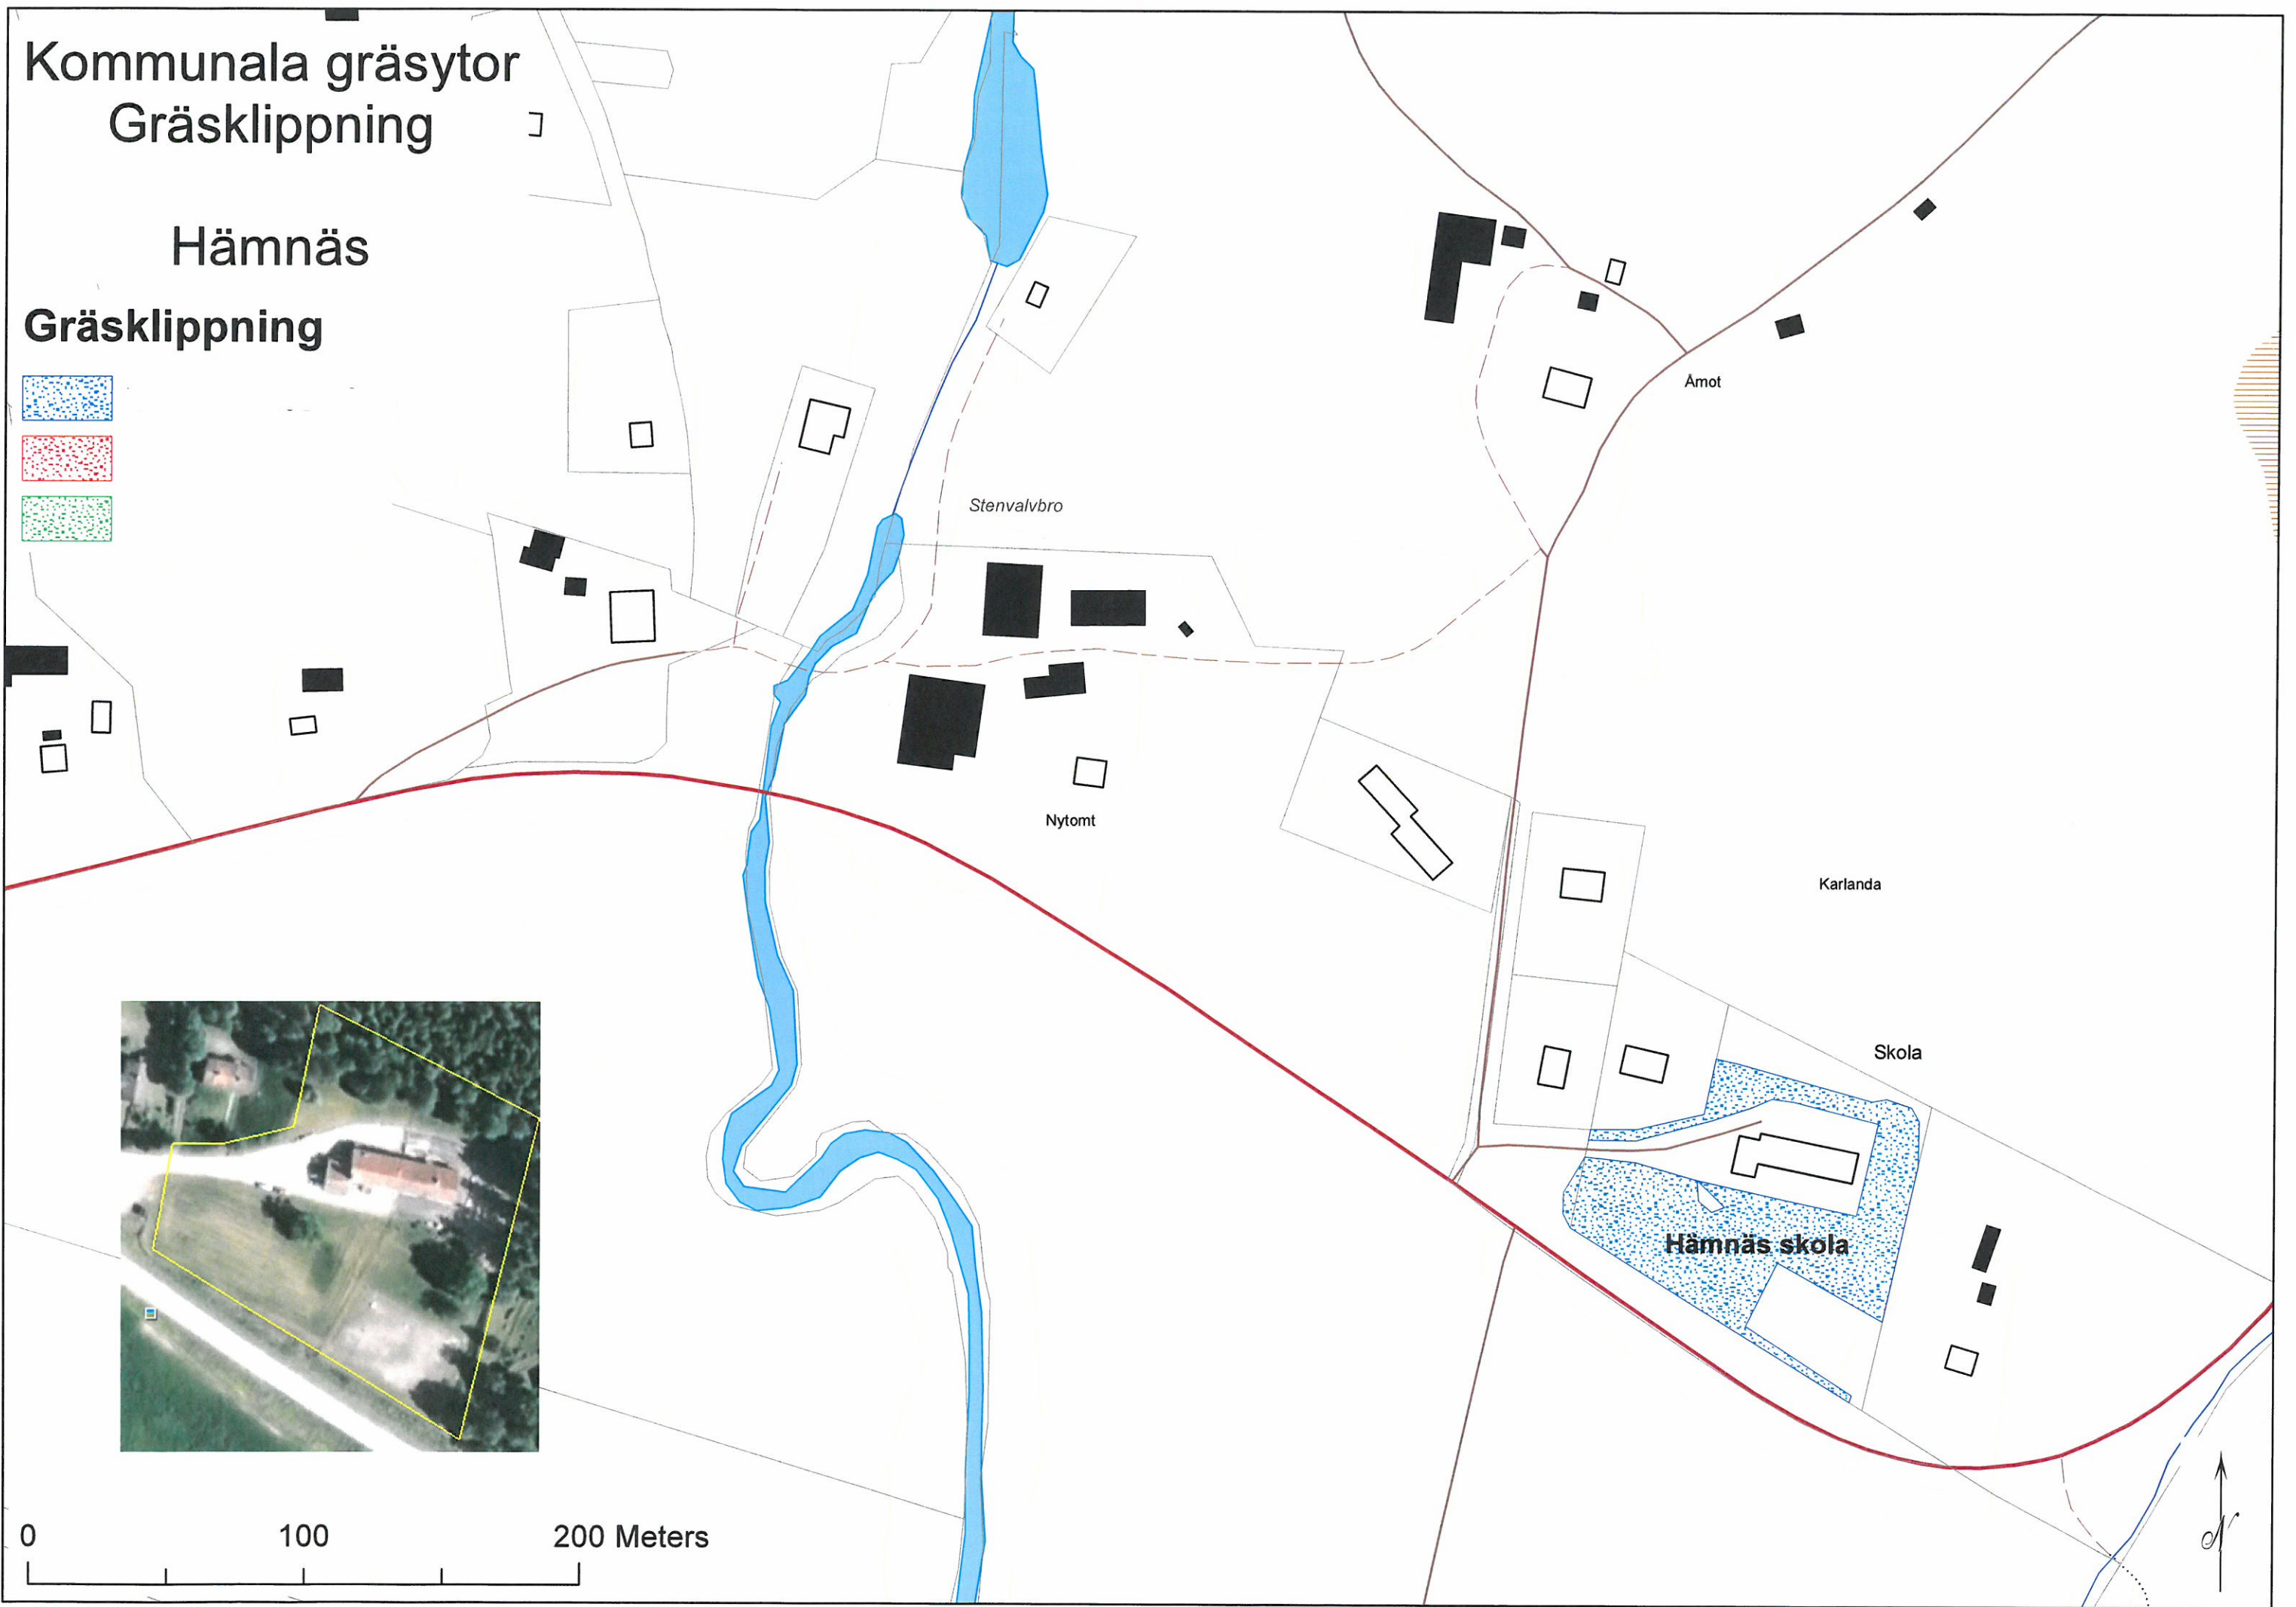 Kommunala gräsytor
Gräsklippning
Hämnäs
Gräsklippning
Åmot
Stenvalvbro
Nytomt
Karlanda
Skola
Hämnäs skola
0 100 200 Meters
N